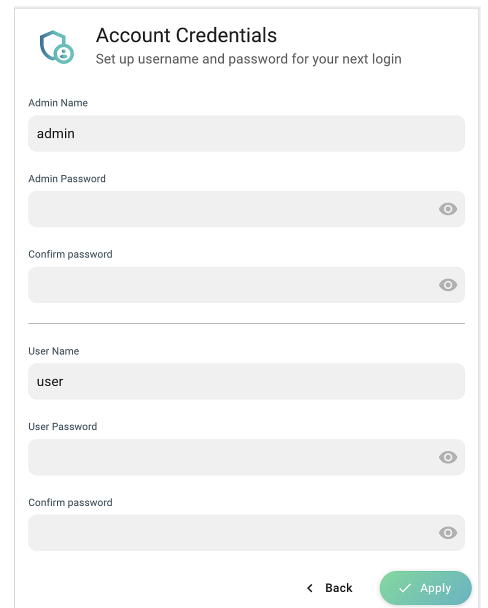 Account Credentials
Set up username and password for your next login
Admin Name
admin
Admin Password
Confirm password
User Name
user
User Password
Confirm password
Back
Apply